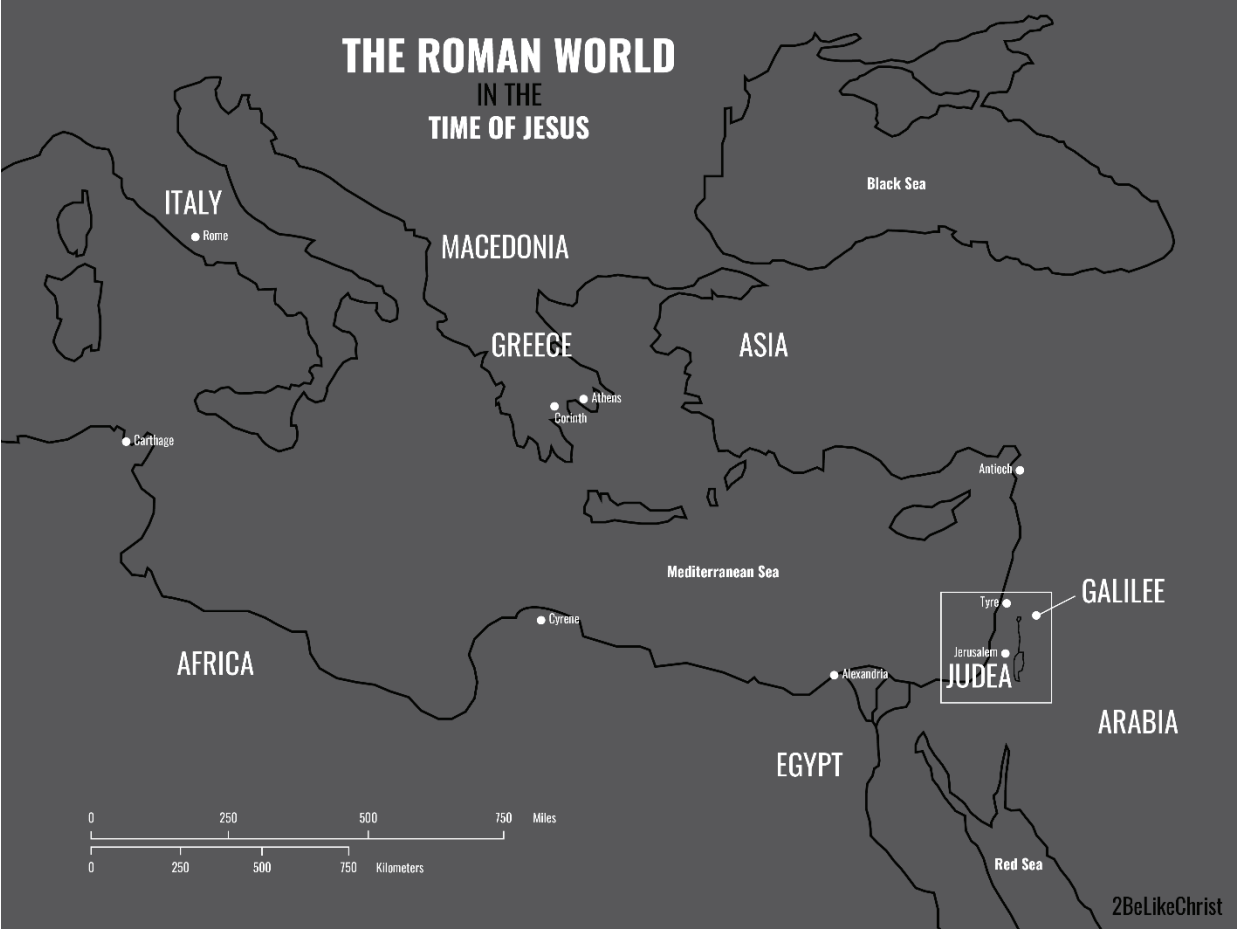 THE ROMAN WORLD
IN THE
TIME OF JESUS
Black Sea
ITALY
Rome
MACEDONIA
GREECE
ASIA
Athens
Corinth
Carthage
Antioch
Mediterranean Sea
GALILEE
Tyre
Cyrene
Jerusalem
AFRICA
JUDEA
Alexandria
ARABIA
EGYPT
0 250 500 750 Miles
0 250 500 750 Kilometers
Red Sea
2BeLikeChrist